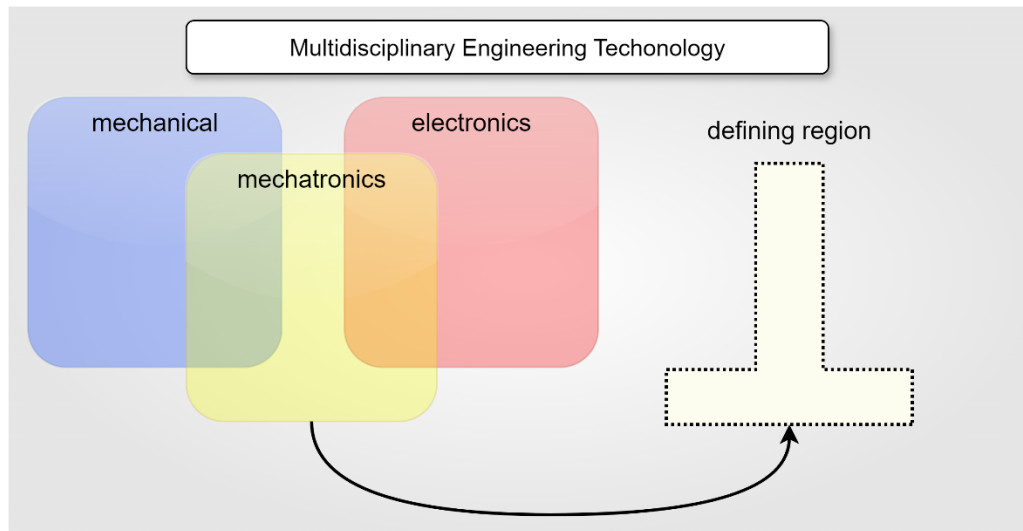 Multidisciplinary Engineering Techonology
mechanical
electronics
defining region
mechatronics